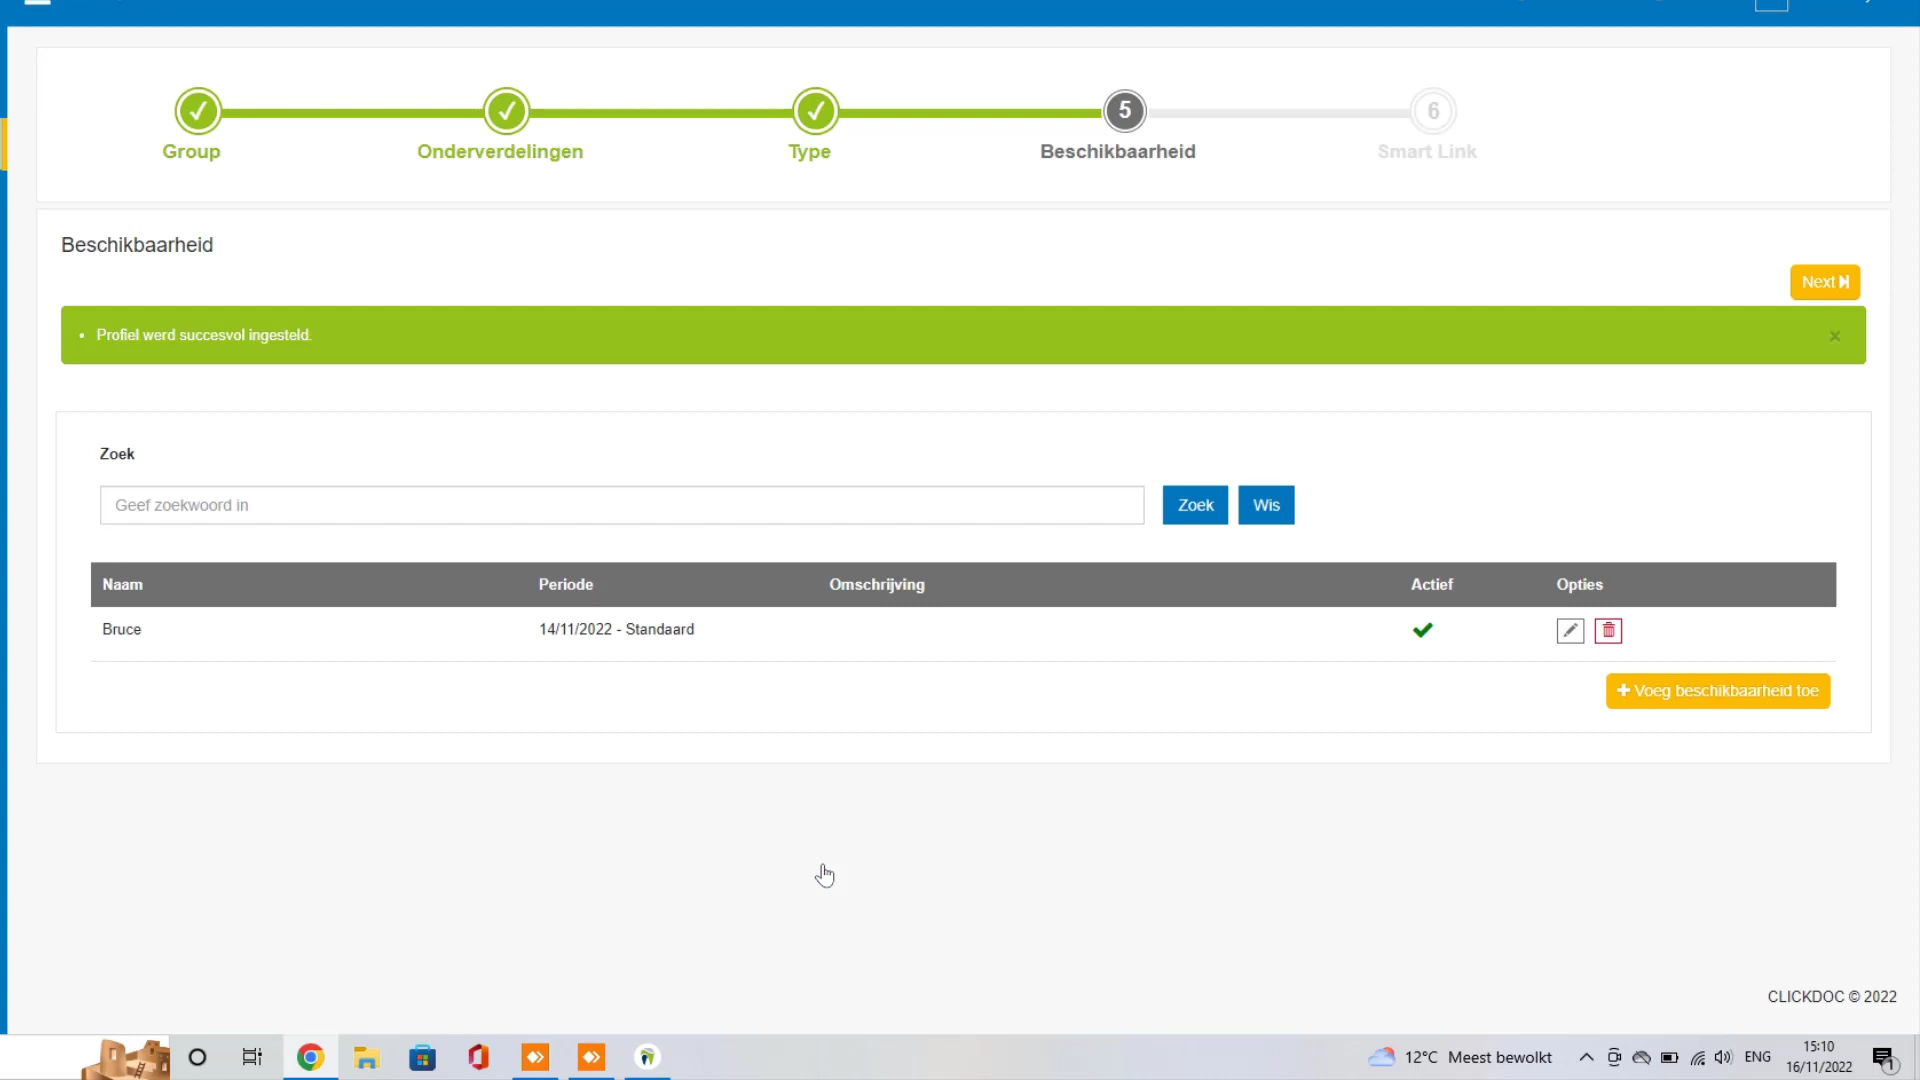 5
6
Group
Onderverdelingen
Type
Beschikbaarheid
Smart Link
Beschikbaarheid
Next
• Profiel werd succesvol ingesteld.
×
Zoek
Geef zoekwoord in
Zoek
Wis
Naam
Periode
Omschrijving
Actief
Opties
Bruce
14/11/2022 - Standaard
+ Voeg beschikbaarheid toe
CLICKDOC © 2022
12°C Meest bewolkt
ENG
15:10
16/11/2022
1